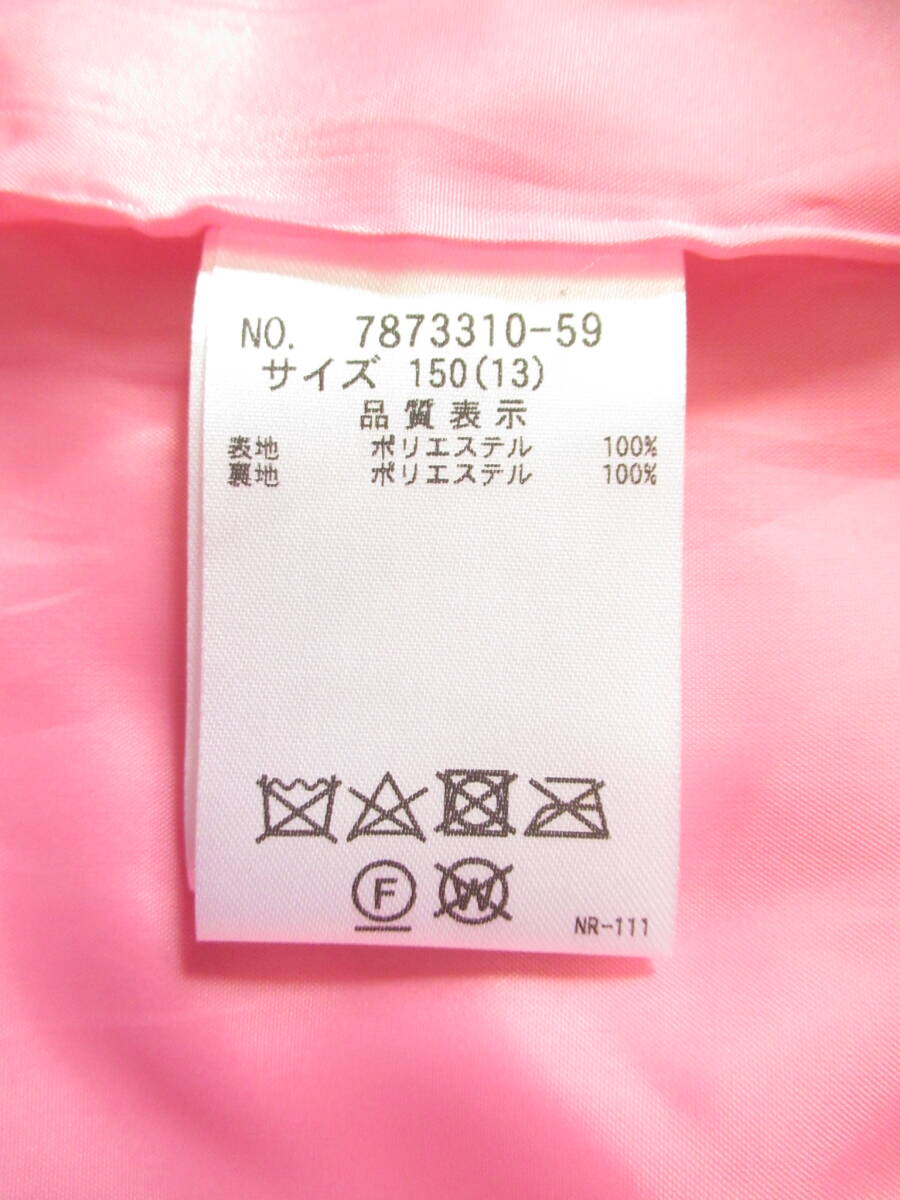 NO. 7873310-59
サイズ 150(13)
品質表示
表地 ポリエステル 100%
裏地 ポリエステル 100%
F W
NR-111